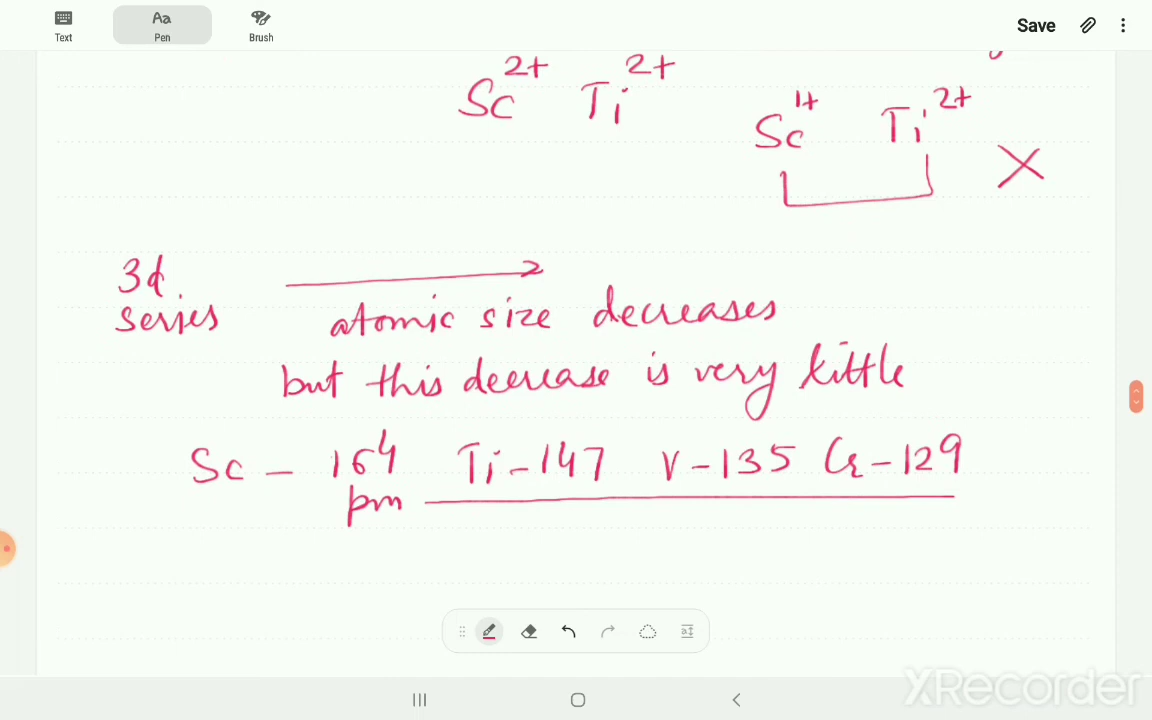 Text Pen Brush Save
Sc2+ Ti2+
Sc1+ Ti2+ X
3d
series
atomic size decreases
but this decrease is very little
Sc - 164 Ti-147 V-135 Cr-129
pm
XRecorder